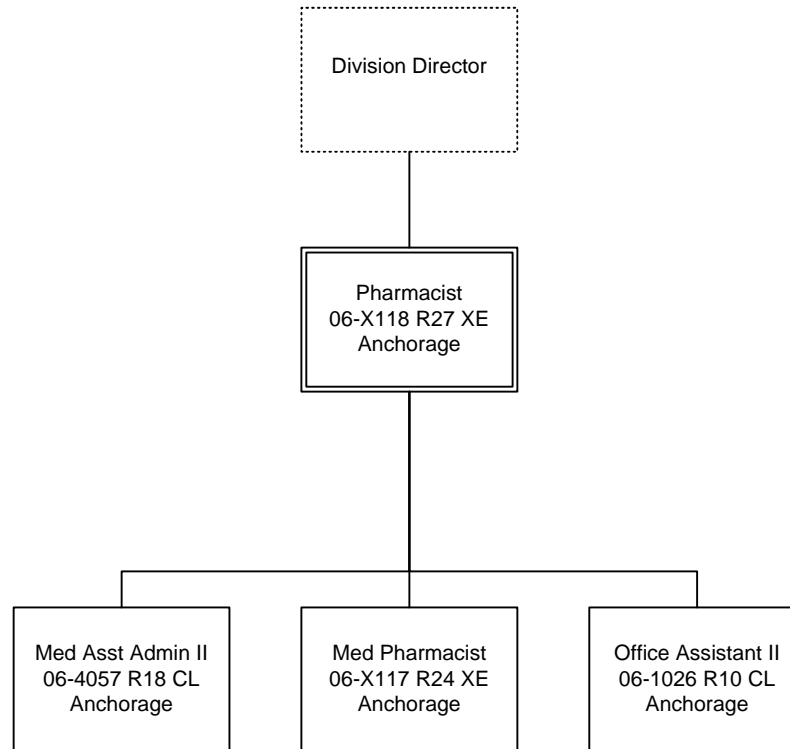 Division Director
Pharmacist
06-X118 R27 XE
Anchorage
Med Asst Admin II
06-4057 R18 CL
Anchorage
Med Pharmacist
06-X117 R24 XE
Anchorage
Office Assistant II
06-1026 R10 CL
Anchorage